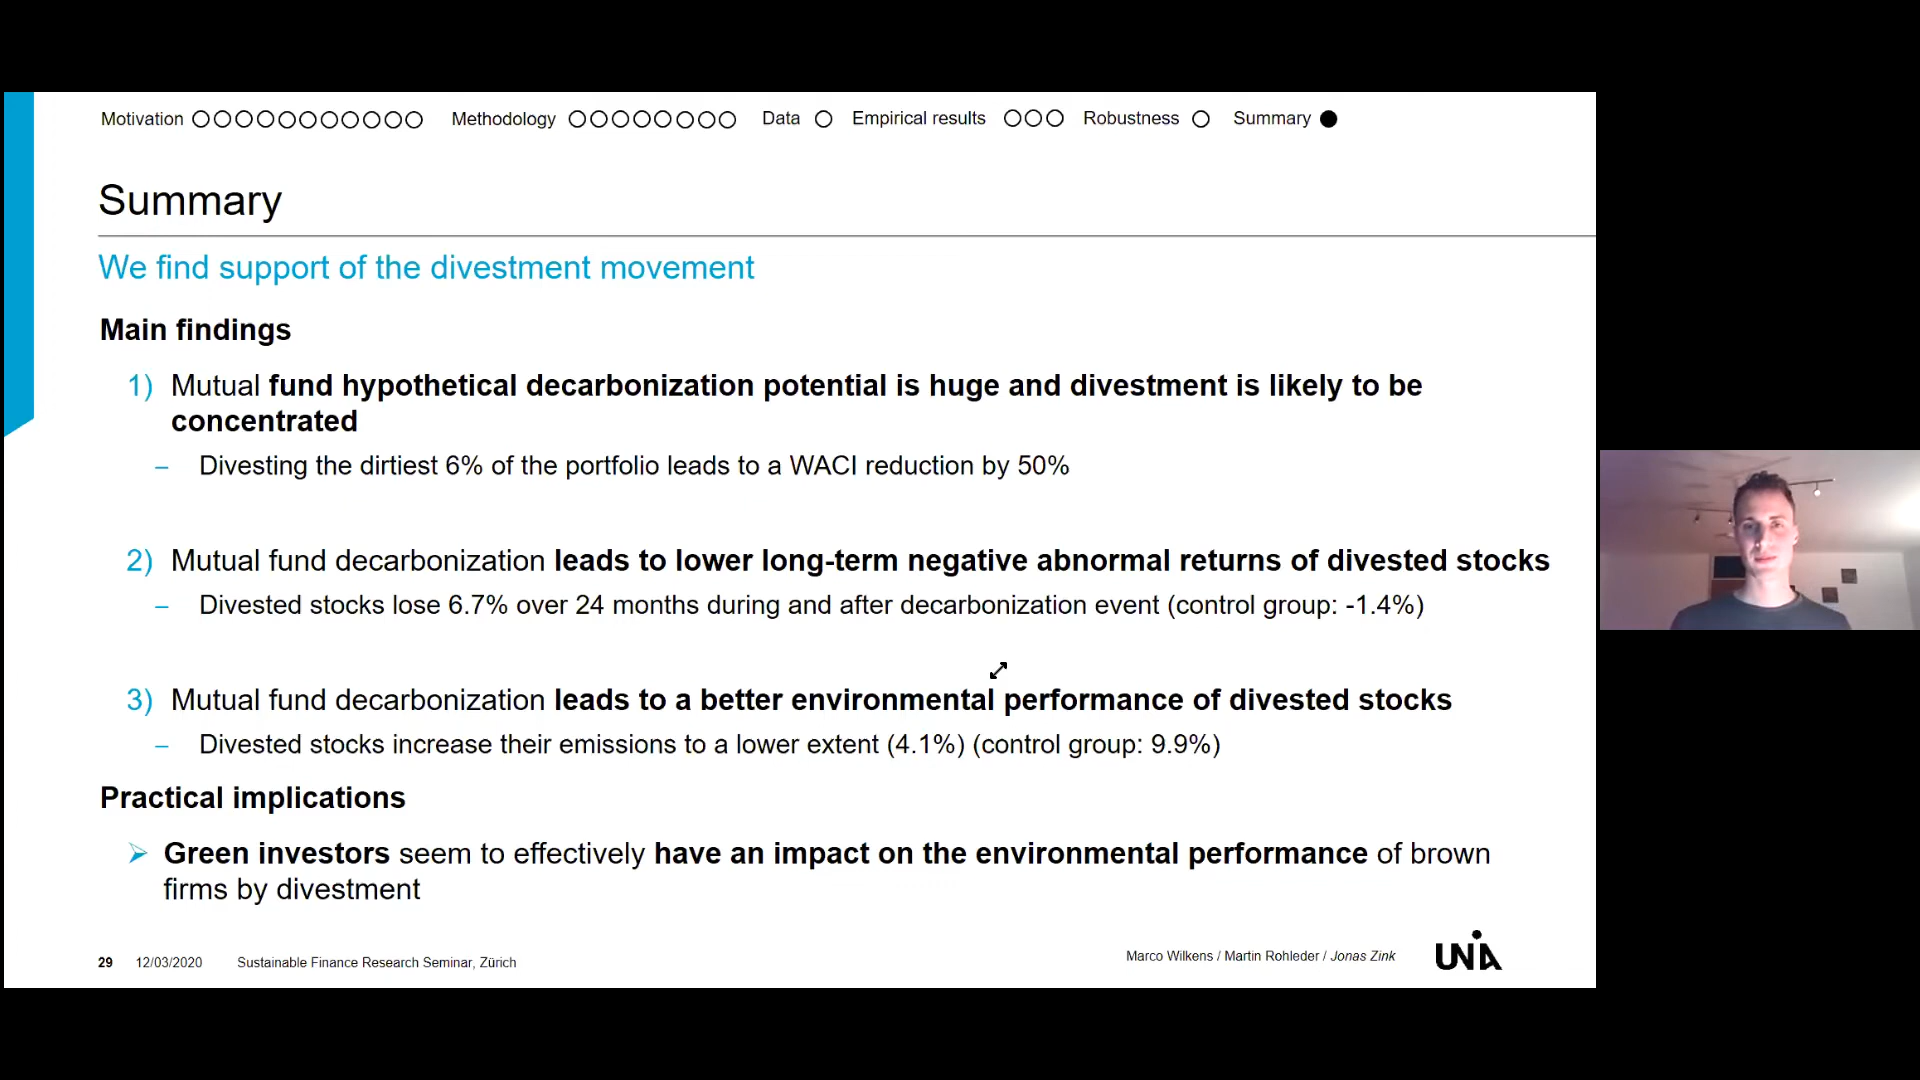 Motivation Methodology Data Empirical results Robustness Summary
Summary
We find support of the divestment movement
Main findings
1) Mutual fund hypothetical decarbonization potential is huge and divestment is likely to be
concentrated
– Divesting the dirtiest 6% of the portfolio leads to a WACI reduction by 50%
2) Mutual fund decarbonization leads to lower long-term negative abnormal returns of divested stocks
– Divested stocks lose 6.7% over 24 months during and after decarbonization event (control group: -1.4%)
3) Mutual fund decarbonization leads to a better environmental performance of divested stocks
– Divested stocks increase their emissions to a lower extent (4.1%) (control group: 9.9%)
Practical implications
➢ Green investors seem to effectively have an impact on the environmental performance of brown
firms by divestment
29 12/03/2020 Sustainable Finance Research Seminar, Zürich Marco Wilkens / Martin Rohleder / Jonas Zink UNIA